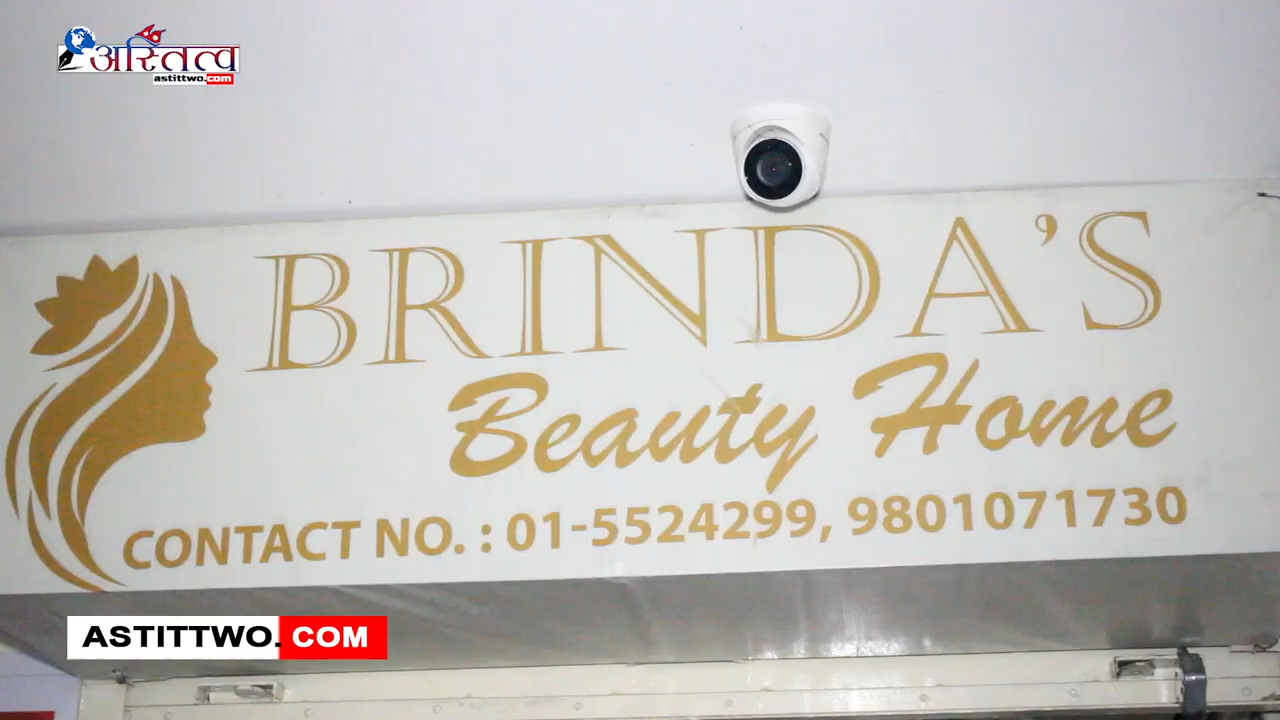 अस्तित्व
astittwo.com
BRINDA'S
Beauty Home
CONTACT NO. : 01-5524299, 9801071730
ASTITTWO.COM